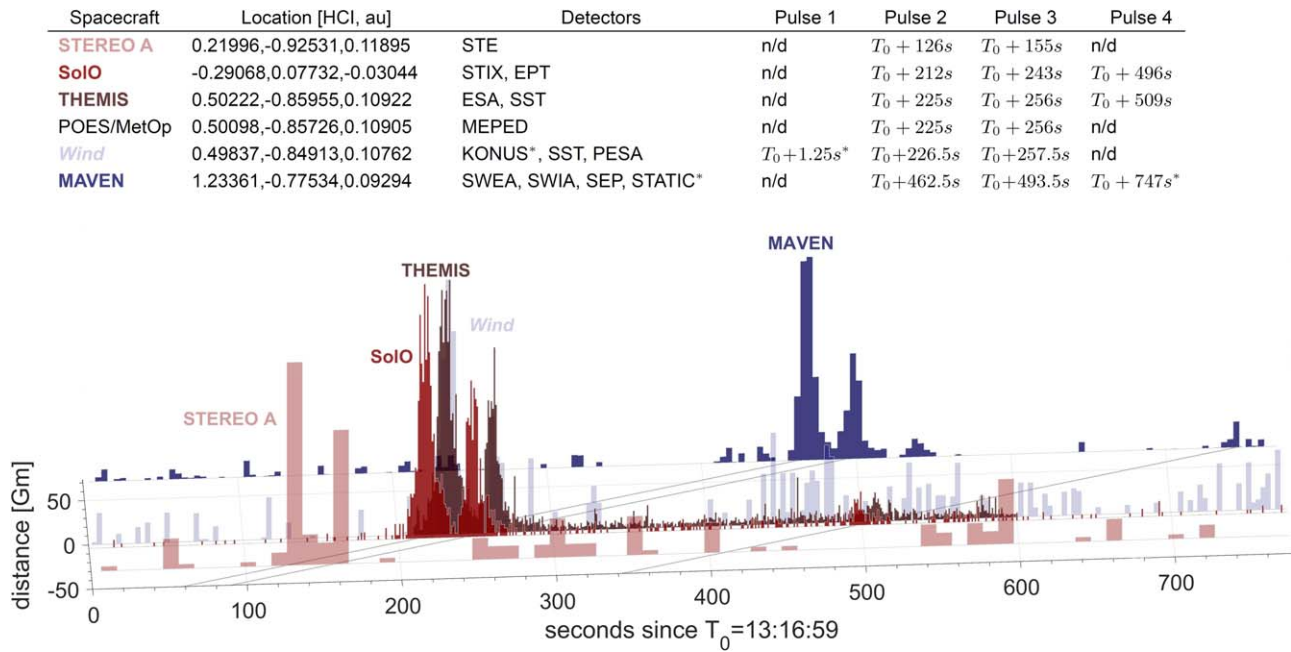 Spacecraft Location [HCI, au] Detectors Pulse 1 Pulse 2 Pulse 3 Pulse 4
STEREO A 0.21996,-0.92531,0.11895 STE n/d T₀ + 126s T₀ + 155s n/d
SolO -0.29068,0.07732,-0.03044 STIX, EPT n/d T₀ + 212s T₀ + 243s T₀ + 496s
THEMIS 0.50222,-0.85955,0.10922 ESA, SST n/d T₀ + 225s T₀ + 256s T₀ + 509s
POES/MetOp 0.50098,-0.85726,0.10905 MEPED n/d T₀ + 225s T₀ + 256s n/d
Wind 0.49837,-0.84913,0.10762 KONUS*, SST, PESA T₀+1.25s* T₀+226.5s T₀+257.5s n/d
MAVEN 1.23361,-0.77534,0.09294 SWEA, SWIA, SEP, STATIC* n/d T₀+462.5s T₀+493.5s T₀ + 747s*
MAVEN
THEMIS
Wind
SolO
STEREO A
distance [Gm]
50
0
-50
0 100 200 300 400 500 600 700
seconds since T₀=13:16:59